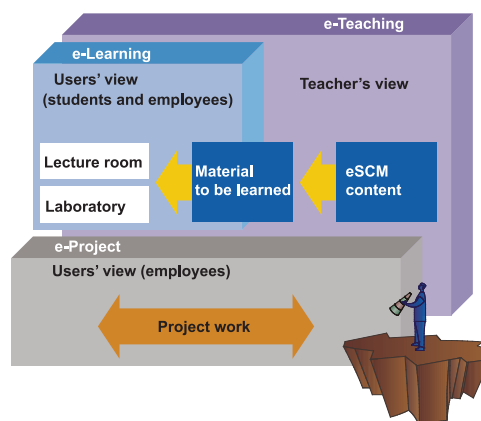 e-Teaching
e-Learning
Users' view
(students and employees)
Teacher's view
Lecture room
Laboratory
Material
to be learned
eSCM
content
e-Project
Users' view (employees)
Project work